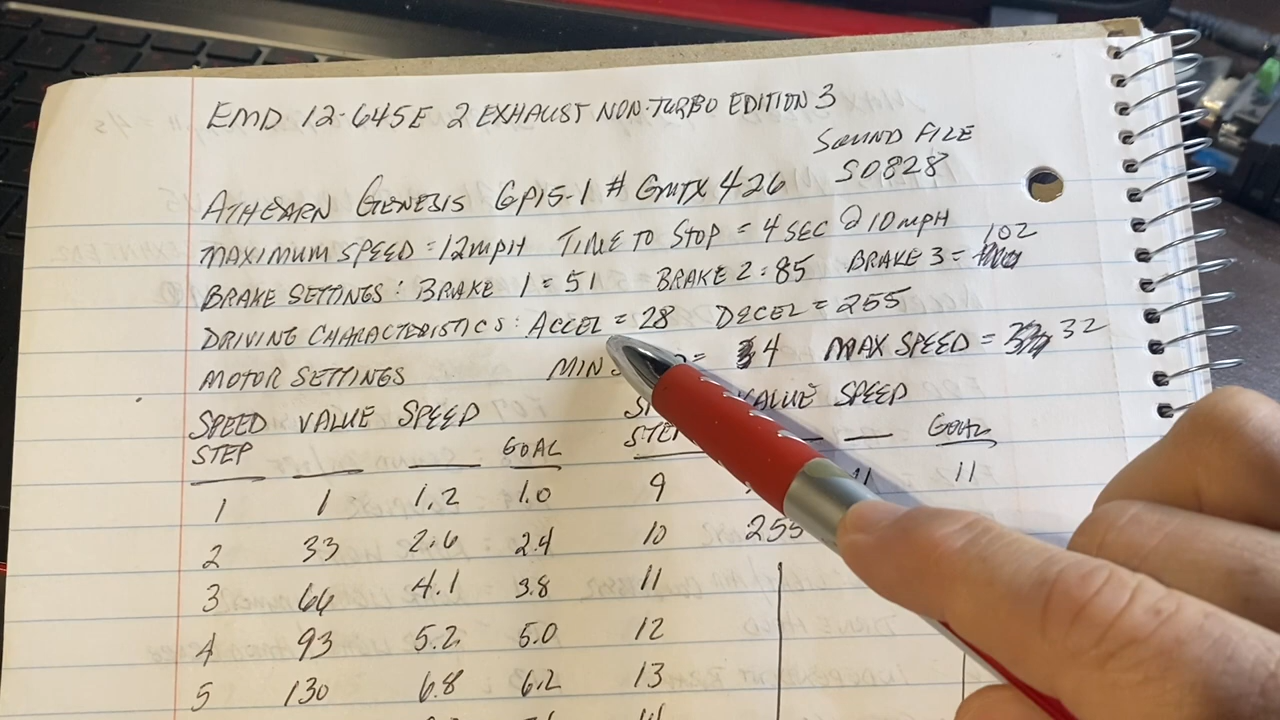 EMD 12-645E 2 EXHAUST NON-TURBO EDITION 3
SOUND FILE
S0828
ATHEARN GENESIS GP15-1 # GMTX 426
MAXIMUM SPEED = 12MPH TIME TO STOP = 4 SEC @ 10MPH
BRAKE SETTINGS: BRAKE 1 = 51 BRAKE 2: 85 BRAKE 3 = 102
DRIVING CHARACTERISTICS: ACCEL = 28 DECEL = 255
MOTOR SETTINGS MIN = 4 MAX SPEED = 32
SPEED STEP VALUE SPEED GOAL VALUE SPEED GOAL
1 1 1.2 1.0 9 11 11
2 33 2.6 2.4 10 255
3 66 4.1 3.8 11
4 93 5.2 5.0 12
5 130 6.8 6.2 13